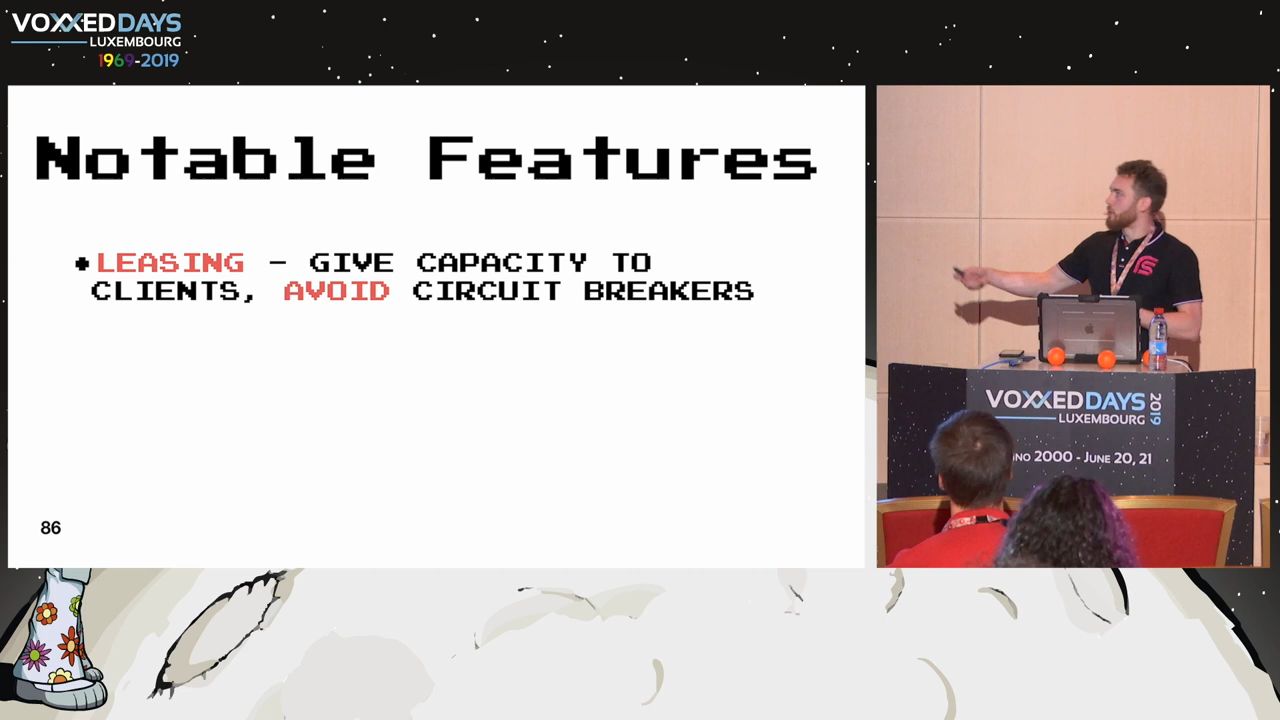 VOXXEDDAYS
LUXEMBOURG
1969-2019
Notable Features
•LEASING - GIVE CAPACITY TO
CLIENTS, AVOID CIRCUIT BREAKERS
86
VOXXEDDAYS 2019
LUXEMBOURG
2000 - JUNE 20, 21